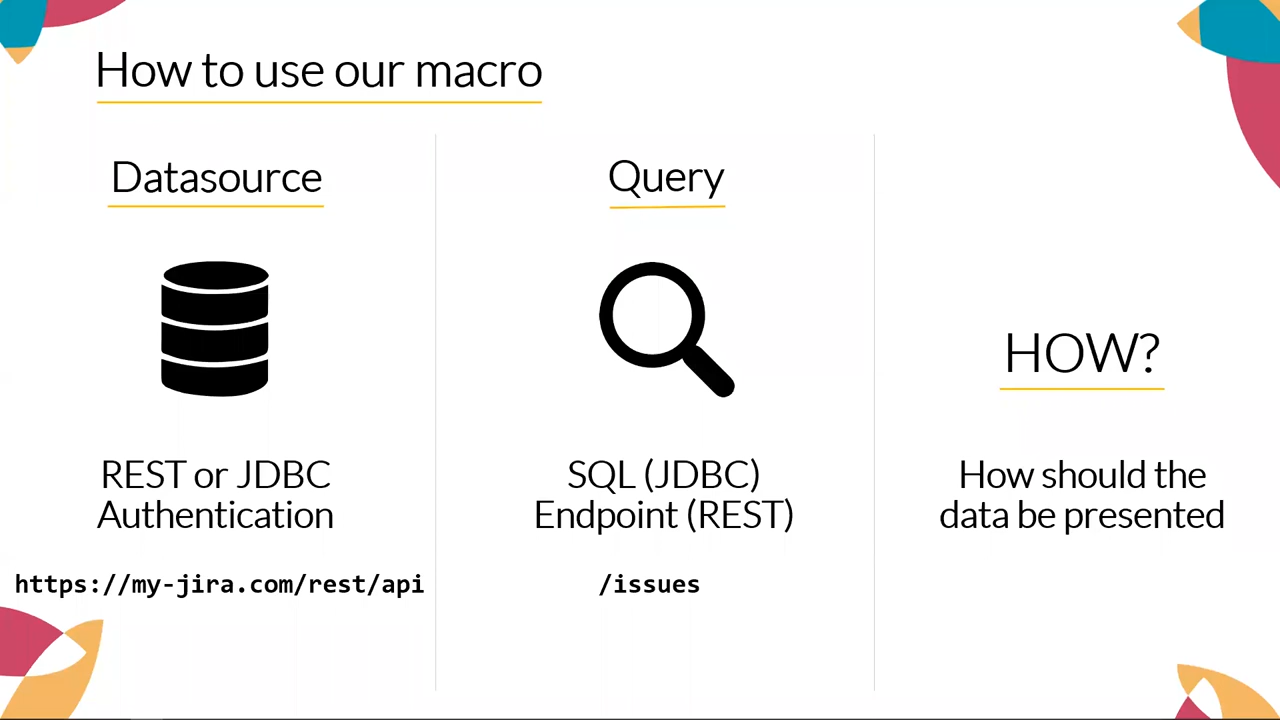 How to use our macro
Datasource
REST or JDBC
Authentication
https://my-jira.com/rest/api
Query
SQL (JDBC)
Endpoint (REST)
/issues
HOW?
How should the
data be presented